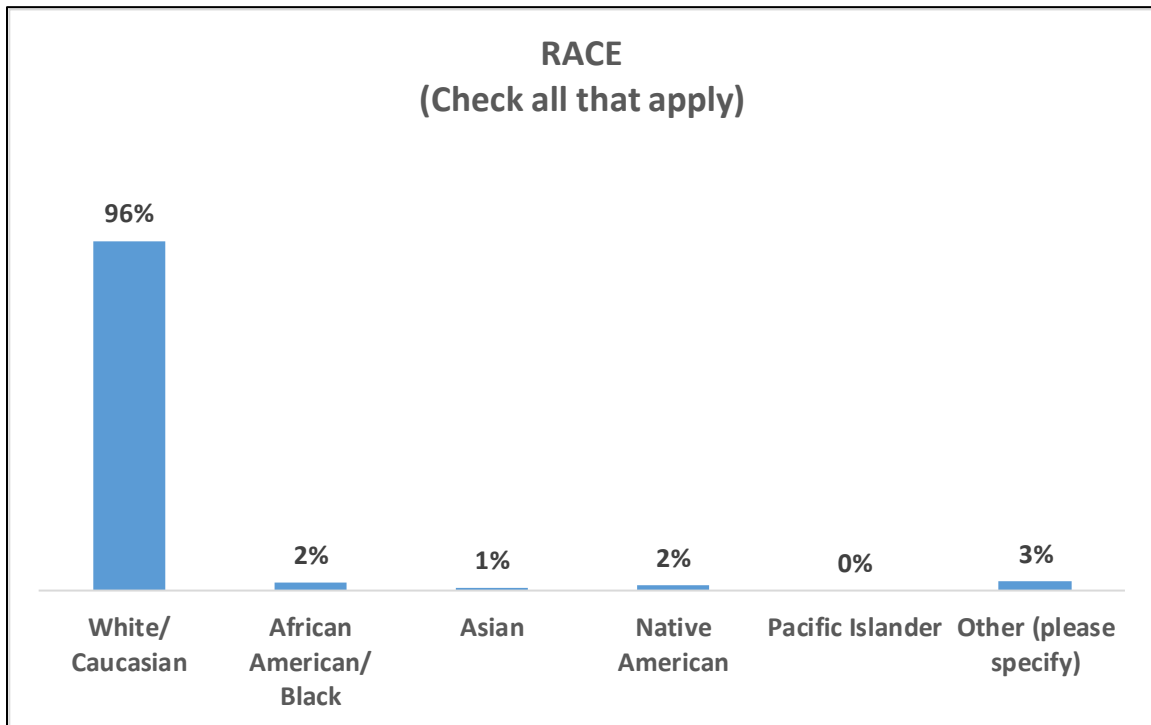 RACE
(Check all that apply)
96%
2%
1%
2%
0%
3%
White/
Caucasian
African
American/
Black
Asian
Native
American
Pacific Islander
Other (please
specify)